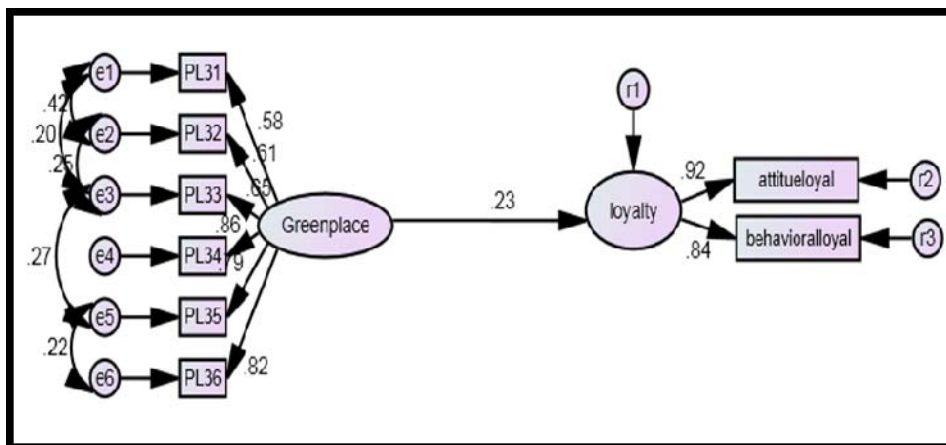 e1 PL31
.42
.58
r1
.20
e2 PL32
.61
.25
.65
.92
attitueloyal
r2
e3 PL33
.86
Greenplace
.23
loyalty
behavioralloyal
r3
.84
.27
e4 PL34
.79
e5 PL35
.22
e6 PL36
.82